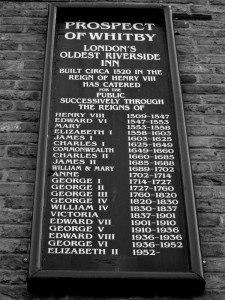 PROSPECT
OF WHITBY
LONDON'S
OLDEST RIVERSIDE
INN
BUILT CIRCA 1520 IN THE
REIGN OF HENRY VIII
HAS CATERED
FOR THE
PUBLIC
SUCCESSIVELY THROUGH
THE REIGNS OF
HENRY VIII 1509-1547
EDWARD VI 1547-1553
MARY 1553-1558
ELIZABETH I 1558-1603
JAMES I 1603-1625
CHARLES I 1625-1649
COMMONWEALTH 1649-1660
CHARLES II 1660-1685
JAMES II 1685-1688
WILLIAM & MARY 1689-1702
ANNE 1702-1714
GEORGE I 1714-1727
GEORGE II 1727-1760
GEORGE III 1760-1820
GEORGE IV 1820-1830
WILLIAM IV 1830-1837
VICTORIA 1837-1901
EDWARD VII 1901-1910
GEORGE V 1910-1936
EDWARD VIII 1936-1936
GEORGE VI 1936-1952
ELIZABETH II 1952-